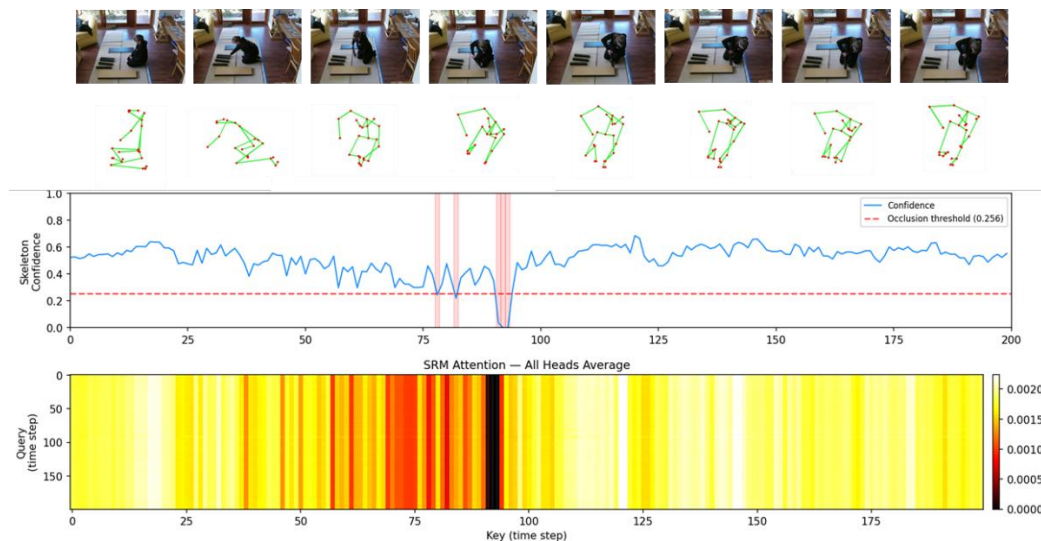 1.0
0.8
0.6
0.4
0.2
0.0
Skeleton
Confidence
Confidence
Occlusion threshold (0.256)
0 25 50 75 100 125 150 175 200
SRM Attention — All Heads Average
0
50
100
150
Query
(time step)
0 25 50 75 100 125 150 175
Key (time step)
0.0020
0.0015
0.0010
0.0005
0.0000